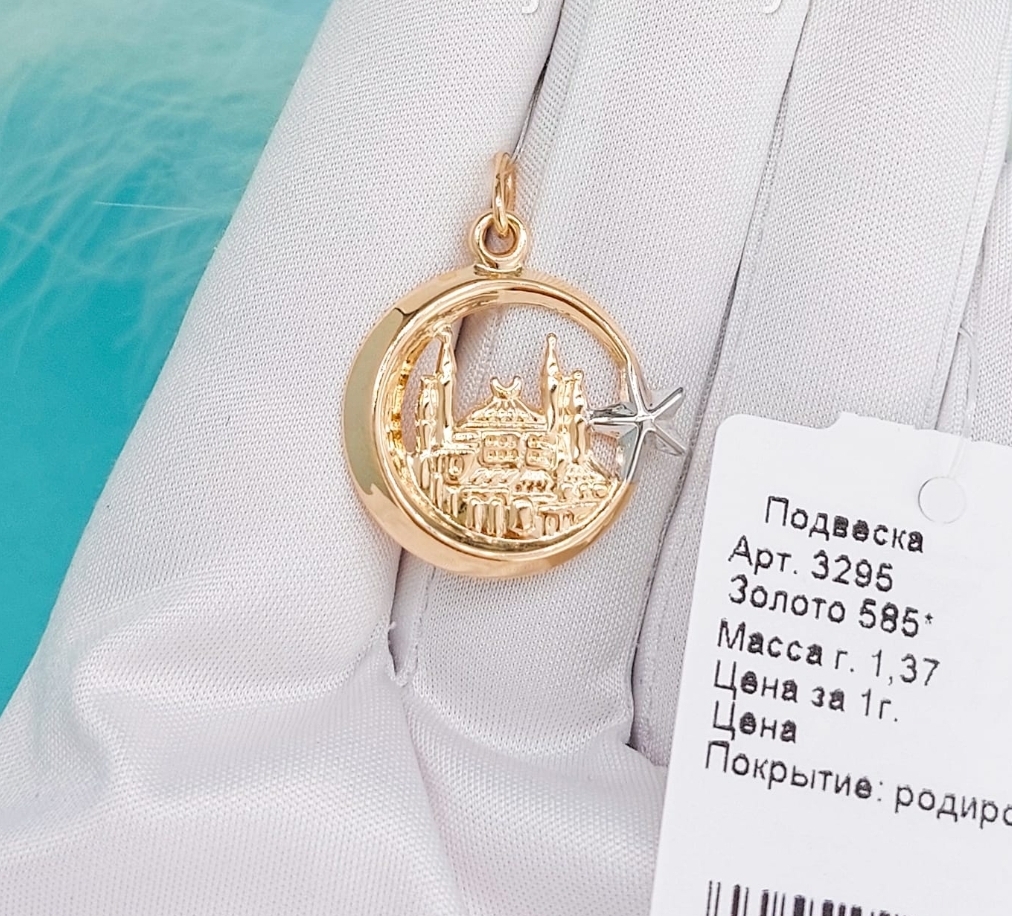 Подвеска
Арт. 3295
Золото 585*
Масса г. 1,37
Цена за 1г.
Цена
Покрытие: родиро